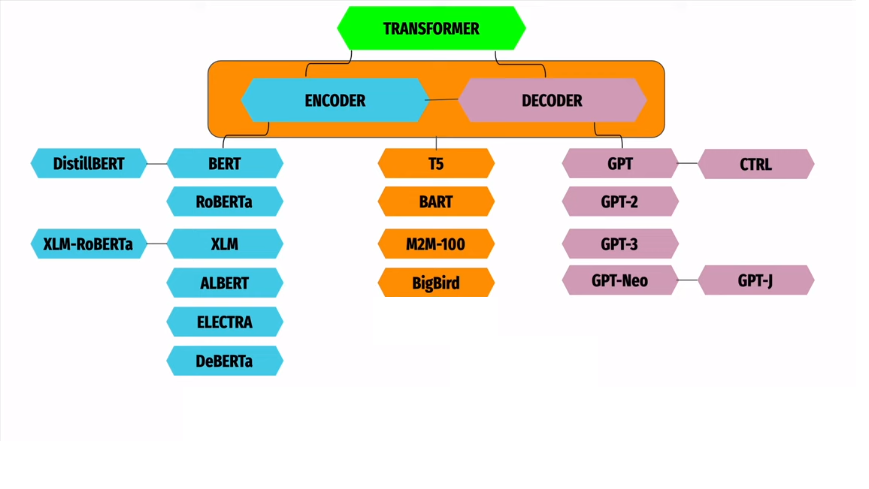 TRANSFORMER
ENCODER
DECODER
DistillBERT
BERT
T5
GPT
CTRL
RoBERTa
BART
GPT-2
XLM-RoBERTa
XLM
M2M-100
GPT-3
ALBERT
BigBird
GPT-Neo
GPT-J
ELECTRA
DeBERTa